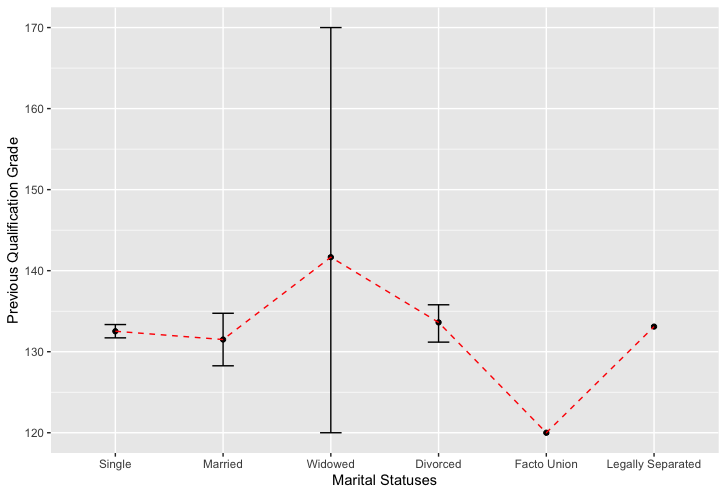 170
160
150
140
130
120
Previous Qualification Grade
Single Married Widowed Divorced Facto Union Legally Separated
Marital Statuses